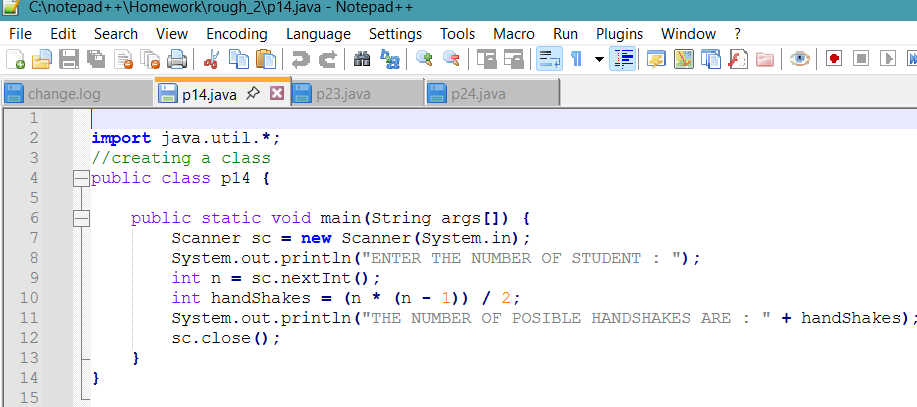 C:\notepad++\Homework\rough_2\p14.java - Notepad++
File Edit Search View Encoding Language Settings Tools Macro Run Plugins Window ?
change.log p14.java p23.java p24.java
1
2 import java.util.*;
3 //creating a class
4 public class p14 {
5
6 public static void main(String args[]) {
7 Scanner sc = new Scanner(System.in);
8 System.out.println("ENTER THE NUMBER OF STUDENT : ");
9 int n = sc.nextInt();
10 int handShakes = (n * (n - 1)) / 2;
11 System.out.println("THE NUMBER OF POSIBLE HANDSHAKES ARE : " + handShakes);
12 sc.close();
13 }
14 }
15